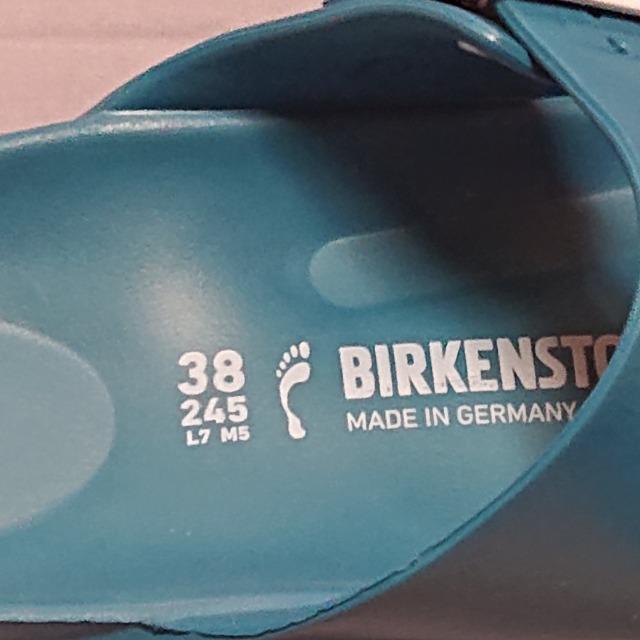 38
245
L7 M5
BIRKENSTO
MADE IN GERMANY